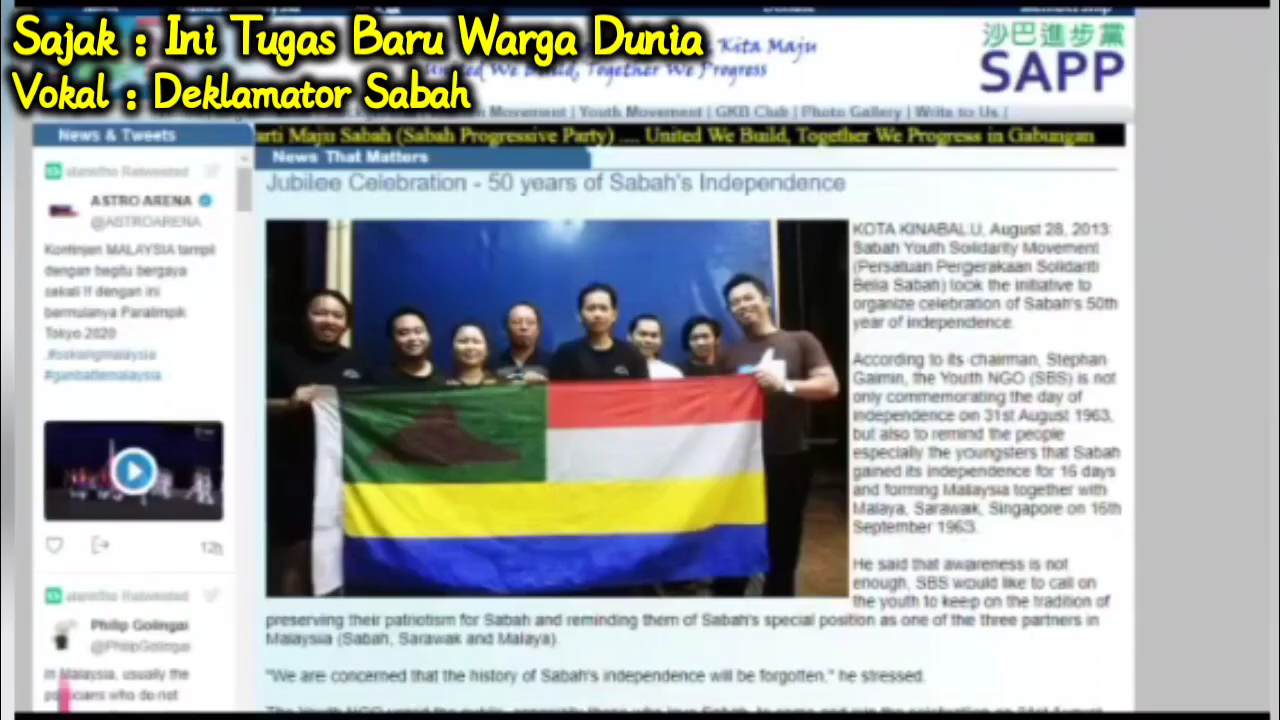 Sajak : Ini Tugas Baru Warga Dunia
Vokal : Deklamator Sabah
Kita Maju
Together We Progress
沙巴進步黨
SAPP
Movement | Youth Movement | GKB Club | Photo Gallery | Write to Us |
News & Tweets
arti Maju Sabah (Sabah Progressive Party) .... United We Build, Together We Progress in Gabungan
News That Matters
Jubilee Celebration - 50 years of Sabah's Independence
Retweeted
ASTRO ARENA
@ASTROARENA
Kontinjen MALAYSIA tampil
dengan begitu bergaya
sekali !! dengan ini
bermulanya Paralimpik
Tokyo 2020
#sokongmalaysia
#gambattemalaysia
12h
Retweeted
Philip Golingai
@PhilipGolingai
in Malaysia, usually the
who do not
KOTA KINABALU, August 28, 2013:
Sabah Youth Solidarity Movement
(Persatuan Pergerakaan Solidariti
Belia Sabah) took the initiative to
organize celebration of Sabah's 50th
year of independence.
According to its chairman, Stephan
Gaimin, the Youth NGO (SBS) is not
only commemorating the day of
independence on 31st August 1963,
but also to remind the people
especially the youngsters that Sabah
gained its independence for 16 days
and forming Malaysia together with
Malaya, Sarawak, Singapore on 16th
September 1963.
He said that awareness is not
enough, SBS would like to call on
the youth to keep on the tradition of
preserving their patriotism for Sabah and reminding them of Sabah's special position as one of the three partners in
Malaysia (Sabah, Sarawak and Malaya).
"We are concerned that the history of Sabah's independence will be forgotten," he stressed.